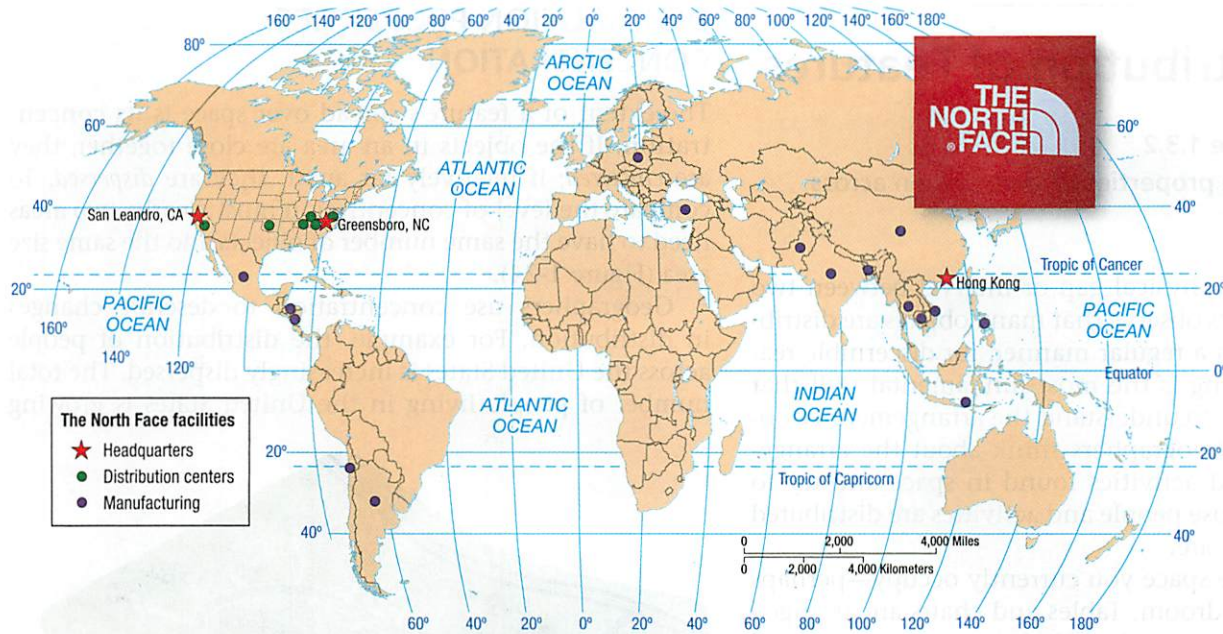 160° 140° 120° 100° 80° 60° 40° 20° 0° 20° 40° 60° 80° 100° 120° 140° 160° 180°
80° 80°
ARCTIC
OCEAN
THE
NORTH
FACE
®
60° 60°
ATLANTIC
OCEAN
40° 40°
San Leandro, CA
Greensboro, NC
Tropic of Cancer
Hong Kong
20° 20°
PACIFIC
OCEAN
PACIFIC
OCEAN
160°
140°
120°
Equator
0°
INDIAN
OCEAN
ATLANTIC
OCEAN
The North Face facilities
Headquarters
Distribution centers
Manufacturing
20° 20°
Tropic of Capricorn
40° 40°
0 2,000 4,000 Miles
0 2,000 4,000 Kilometers
60° 40° 20° 0° 20° 40° 60° 80° 100° 120° 140° 160° 180°